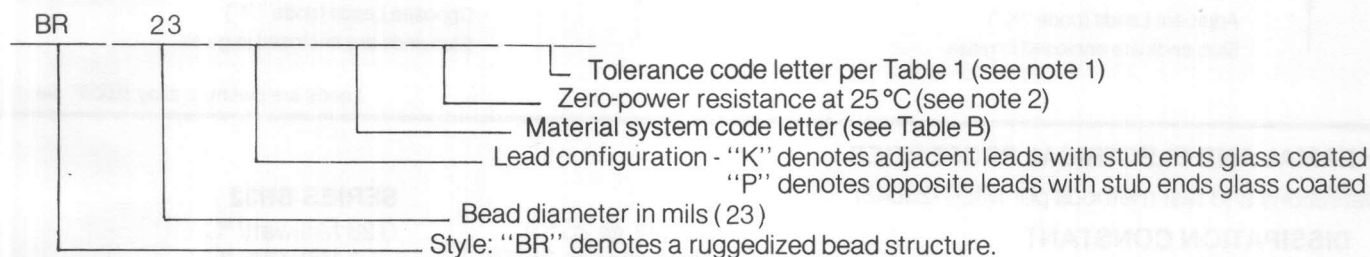 BR 23
Tolerance code letter per Table 1 (see note 1)
Zero-power resistance at 25 °C (see note 2)
Material system code letter (see Table B)
Lead configuration - ‘‘K’’ denotes adjacent leads with stub ends glass coated
‘‘P’’ denotes opposite leads with stub ends glass coated
Bead diameter in mils ( 23 )
Style: ‘‘BR’’ denotes a ruggedized bead structure.